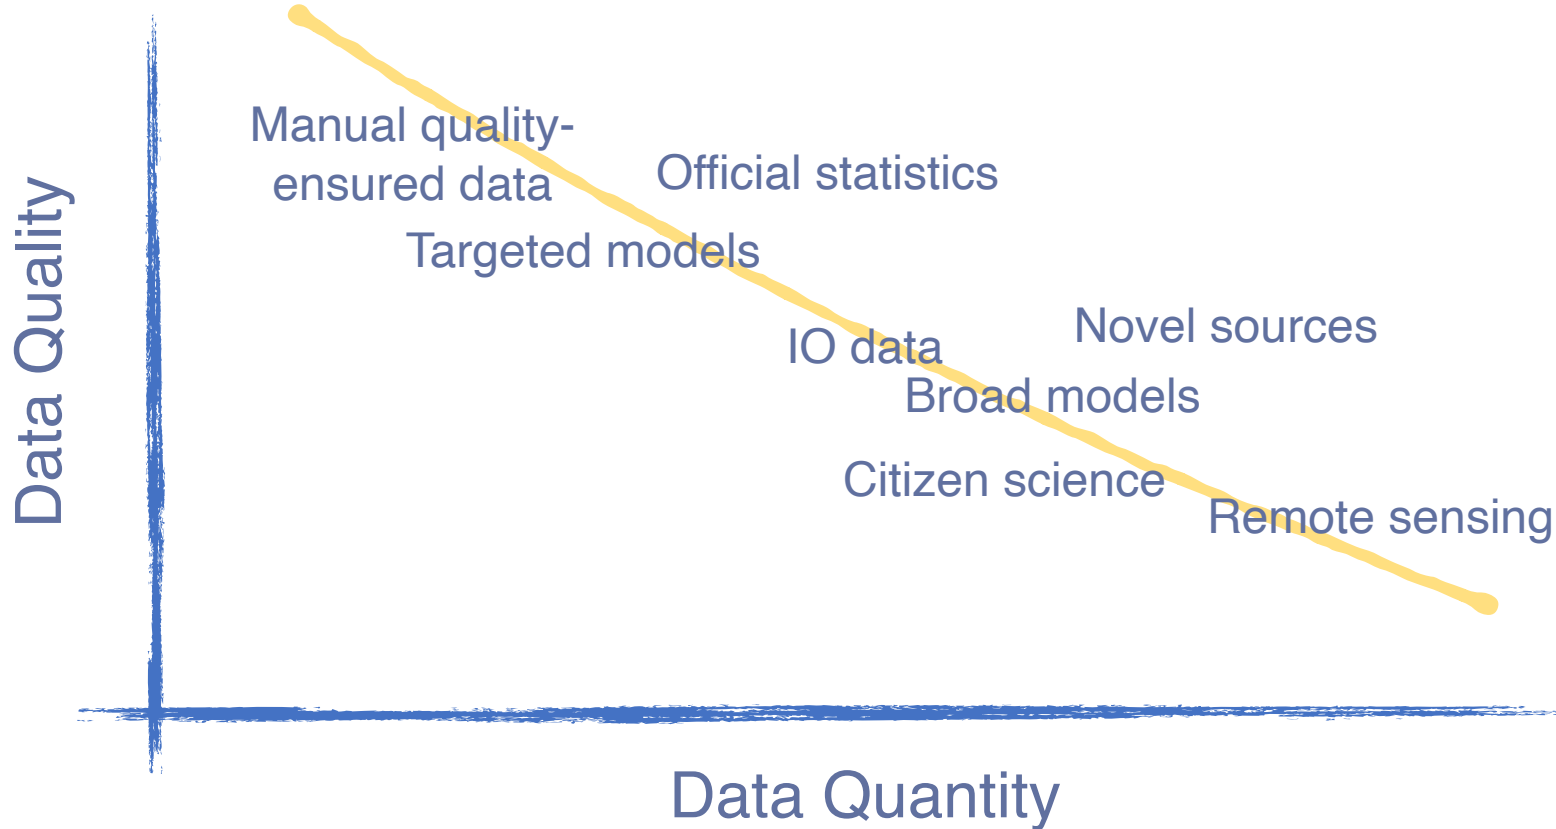 Data Quality
Manual quality-
ensured data
Official statistics
Targeted models
Novel sources
IO data
Broad models
Citizen science
Remote sensing
Data Quantity